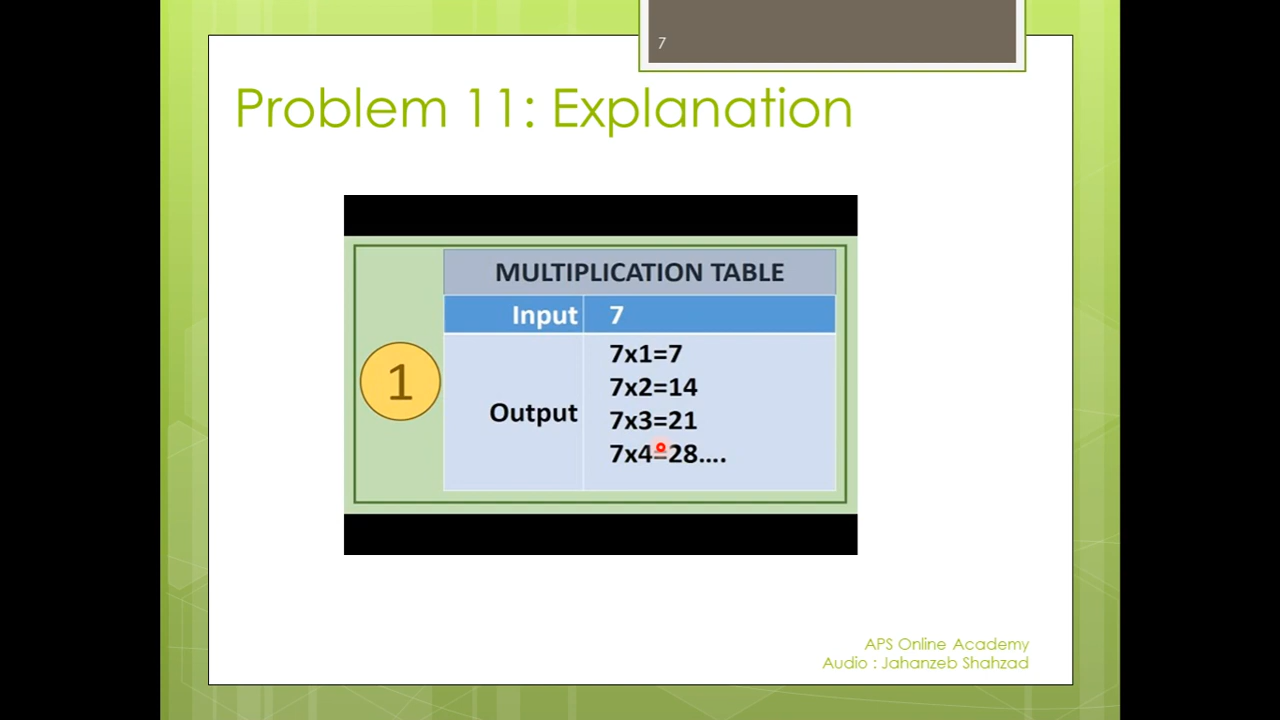 7
Problem 11: Explanation
MULTIPLICATION TABLE
Input 7
1
Output
7x1=7
7x2=14
7x3=21
7x4=28....
APS Online Academy
Audio : Jahanzeb Shahzad